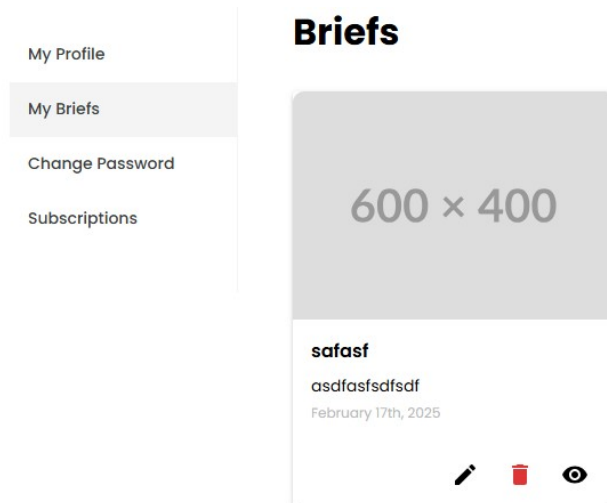 My Profile
My Briefs
Change Password
Subscriptions
Briefs
600 × 400
safasf
asdfasfsdfsdf
February 17th, 2025